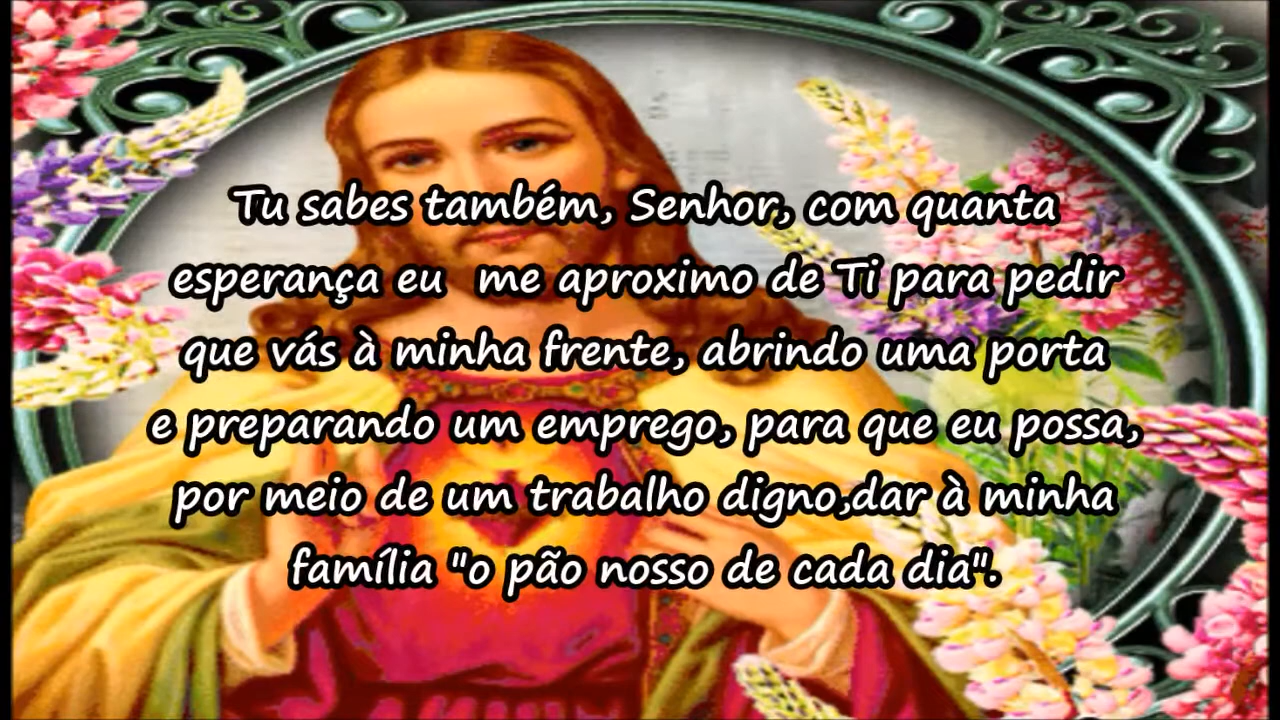 Tu sabes também, Senhor, com quanta
esperança eu  me aproximo de Ti para pedir
que vás à minha frente, abrindo uma porta
e preparando um emprego, para que eu possa,
por meio de um trabalho digno,dar à minha
família "o pão nosso de cada dia".